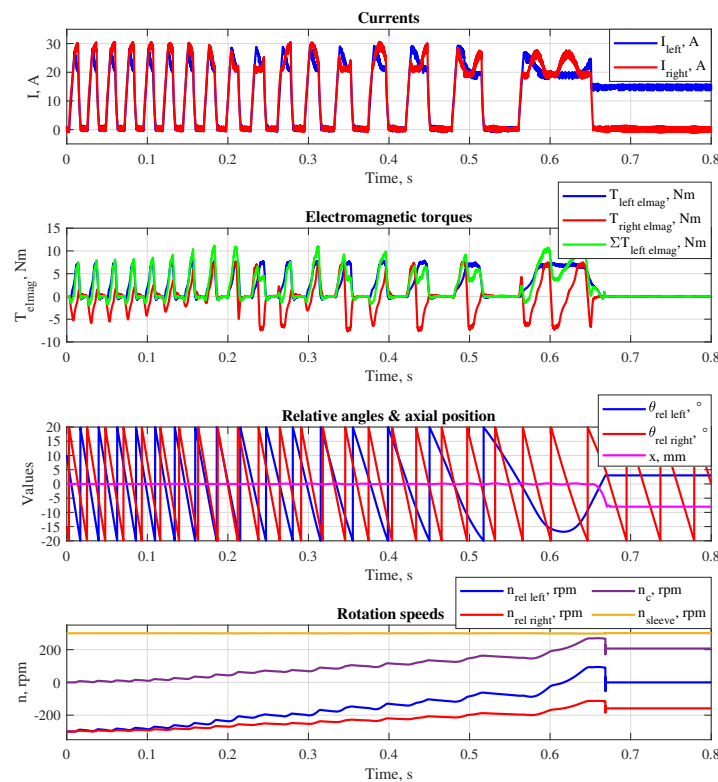 Currents
I_left, A
I_right, A
30
20
10
0
I, A
0 0.1 0.2 0.3 0.4 0.5 0.6 0.7 0.8
Time, s
Electromagnetic torques
T_left elmag, Nm
T_right elmag, Nm
ΣT_left elmag, Nm
15
10
5
0
-5
-10
T_elmag, Nm
0 0.1 0.2 0.3 0.4 0.5 0.6 0.7 0.8
Time, s
Relative angles & axial position
θ_rel left, °
θ_rel right, °
x, mm
20
15
10
5
0
-5
-10
-15
-20
Values
0 0.1 0.2 0.3 0.4 0.5 0.6 0.7 0.8
Time, s
n_rel left, rpm n_c, rpm
n_rel right, rpm n_sleeve, rpm
Rotation speeds
200
0
-200
n, rpm
0 0.1 0.2 0.3 0.4 0.5 0.6 0.7 0.8
Time, s